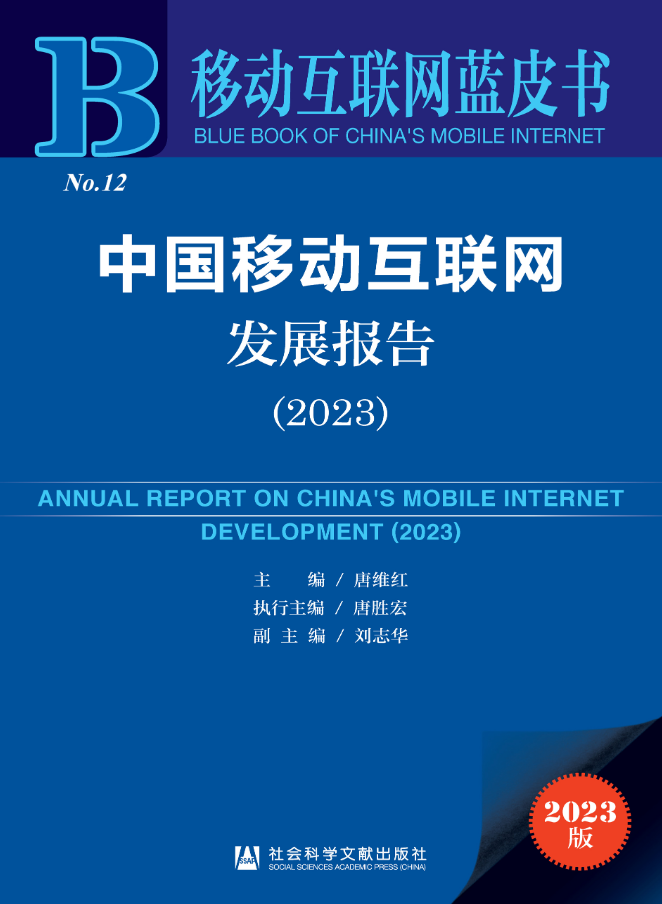 B
移动互联网蓝皮书
BLUE BOOK OF CHINA'S MOBILE INTERNET
No.12
中国移动互联网
发展报告
(2023)
ANNUAL REPORT ON CHINA'S MOBILE INTERNET
DEVELOPMENT (2023)
主 编 / 唐维红
执行主编 / 唐胜宏
副 主 编 / 刘志华
2023
版
SSAP
社会科学文献出版社
SOCIAL SCIENCES ACADEMIC PRESS (CHINA)